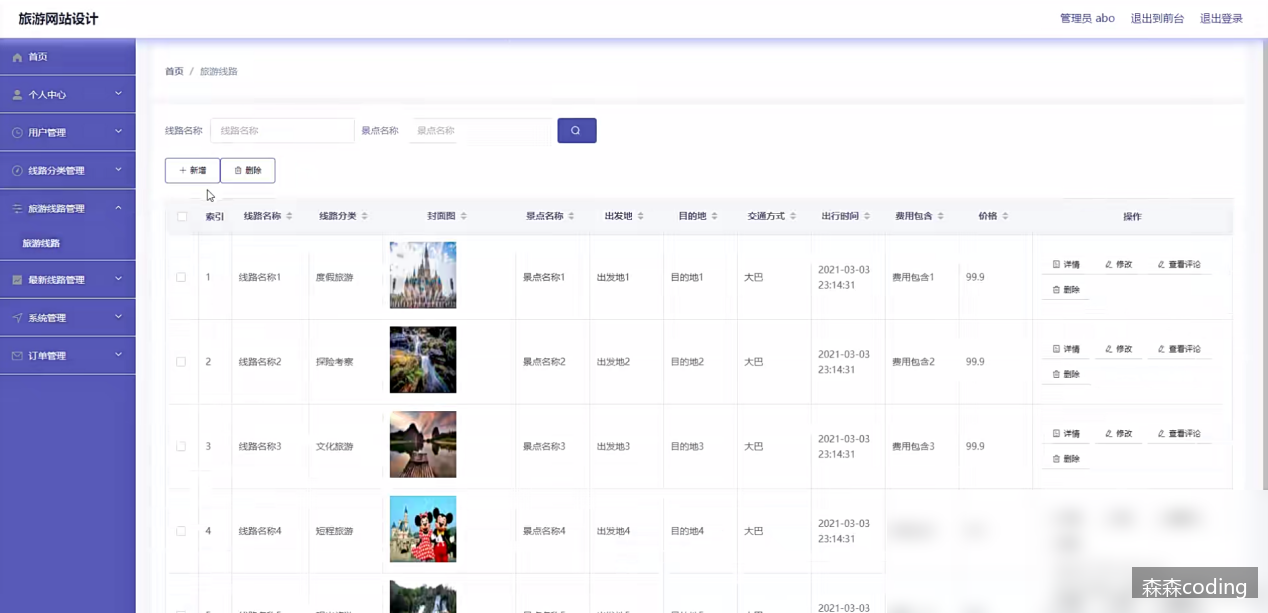 旅游网站设计
管理员 abo 退出到前台 退出登录
首页
个人中心
用户管理
线路分类管理
旅游线路管理
旅游线路
最新线路管理
系统管理
订单管理
首页 / 旅游线路
线路名称 线路名称 景点名称 景点名称
新增 删除
索引 线路名称 线路分类 封面图 景点名称 出发地 目的地 交通方式 出行时间 费用包含 价格 操作
1 线路名称1 度假旅游 景点名称1 出发地1 目的地1 大巴 2021-03-03 23:14:31 费用包含1 99.9 详情 修改 查看评论 删除
2 线路名称2 探险考察 景点名称2 出发地2 目的地2 大巴 2021-03-03 23:14:31 费用包含2 99.9 详情 修改 查看评论 删除
3 线路名称3 文化旅游 景点名称3 出发地3 目的地3 大巴 2021-03-03 23:14:31 费用包含3 99.9 详情 修改 查看评论 删除
4 线路名称4 短程旅游 景点名称4 出发地4 目的地4 大巴 2021-03-03 23:14:31
2021-03-03
森森coding